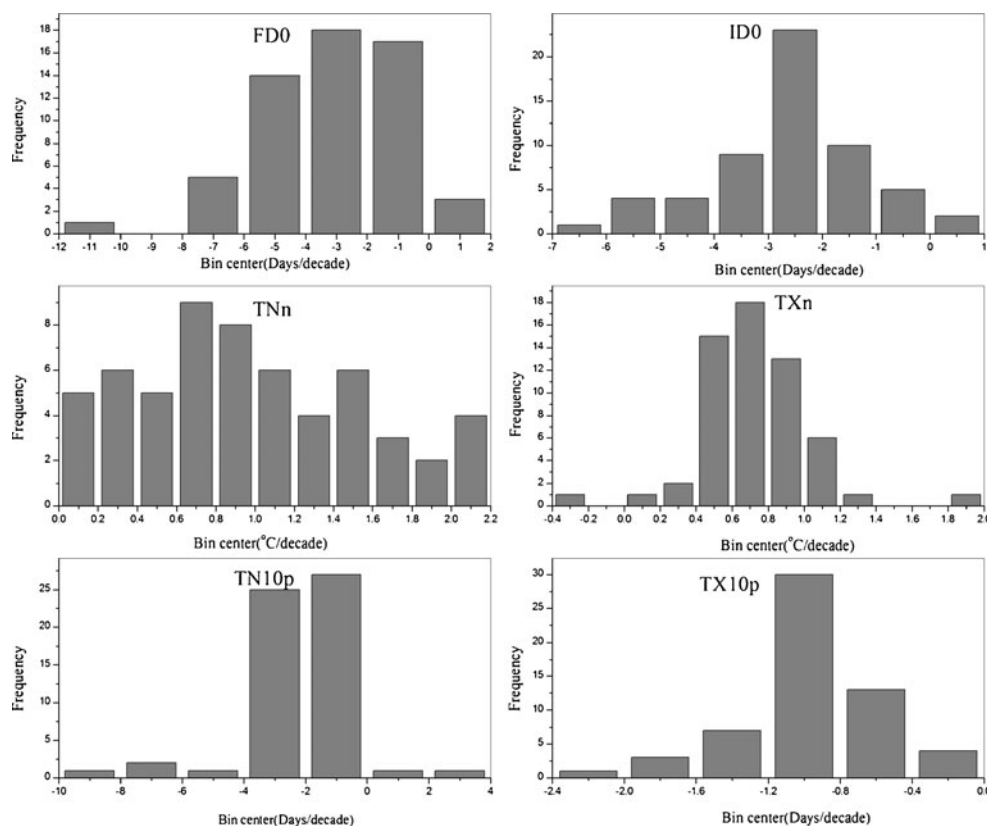 FD0
Frequency
18
16
14
12
10
8
6
4
2
0
-12 -11 -10 -9 -8 -7 -6 -5 -4 -3 -2 -1 0 1 2
Bin center(Days/decade)
ID0
Frequency
20
15
10
5
0
-7 -6 -5 -4 -3 -2 -1 0 1
Bin center(Days/decade)
TNn
Frequency
8
6
4
2
0
0.0 0.2 0.4 0.6 0.8 1.0 1.2 1.4 1.6 1.8 2.0 2.2
Bin center(°C/decade)
TXn
Frequency
18
16
14
12
10
8
6
4
2
0
-0.4 -0.2 0.0 0.2 0.4 0.6 0.8 1.0 1.2 1.4 1.6 1.8 2.0
Bin center(°C/decade)
TN10p
Frequency
25
20
15
10
5
0
-10 -8 -6 -4 -2 0 2 4
Bin center(Days/decade)
TX10p
Frequency
30
25
20
15
10
5
0
-2.4 -2.0 -1.6 -1.2 -0.8 -0.4 0.0
Bin center(Days/decade)